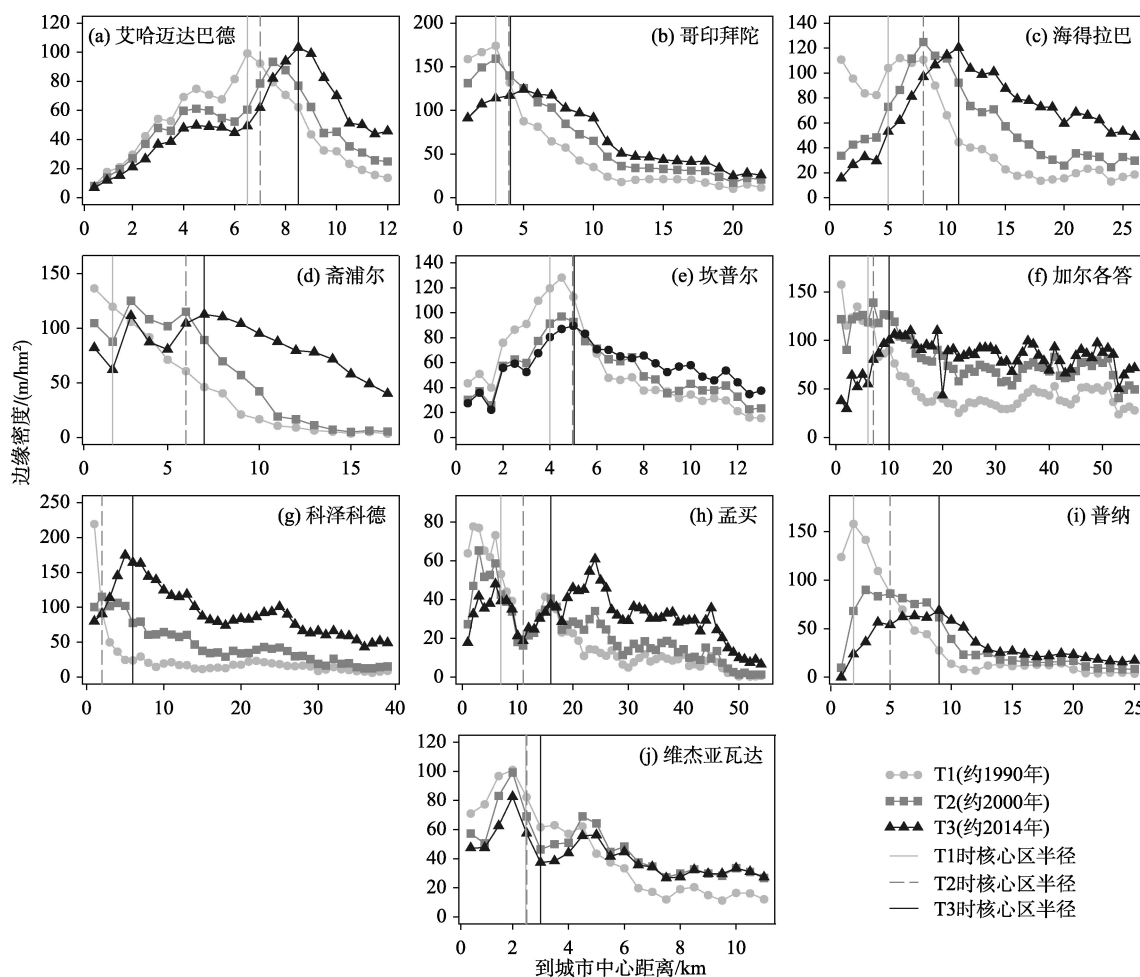 (a) 艾哈迈达巴德
120
100
80
60
40
20
0
0 2 4 6 8 10 12
(b) 哥印拜陀
200
150
100
50
0
0 5 10 15 20
(c) 海得拉巴
140
120
100
80
60
40
20
0
0 5 10 15 20 25
(d) 斋浦尔
150
100
50
0
0 5 10 15
(e) 坎普尔
140
120
100
80
60
40
20
0
0 2 4 6 8 10 12
(f) 加尔各答
150
100
50
0
0 10 20 30 40 50
(g) 科泽科德
250
200
150
100
50
0
0 10 20 30 40
(h) 孟买
80
60
40
20
0
0 10 20 30 40 50
(i) 普纳
150
100
50
0
0 5 10 15 20 25
(j) 维杰亚瓦达
120
100
80
60
40
20
0
0 2 4 6 8 10
边缘密度/(m/hm²)
到城市中心距离/km
T1(约1990年)
T2(约2000年)
T3(约2014年)
T1时核心区半径
T2时核心区半径
T3时核心区半径